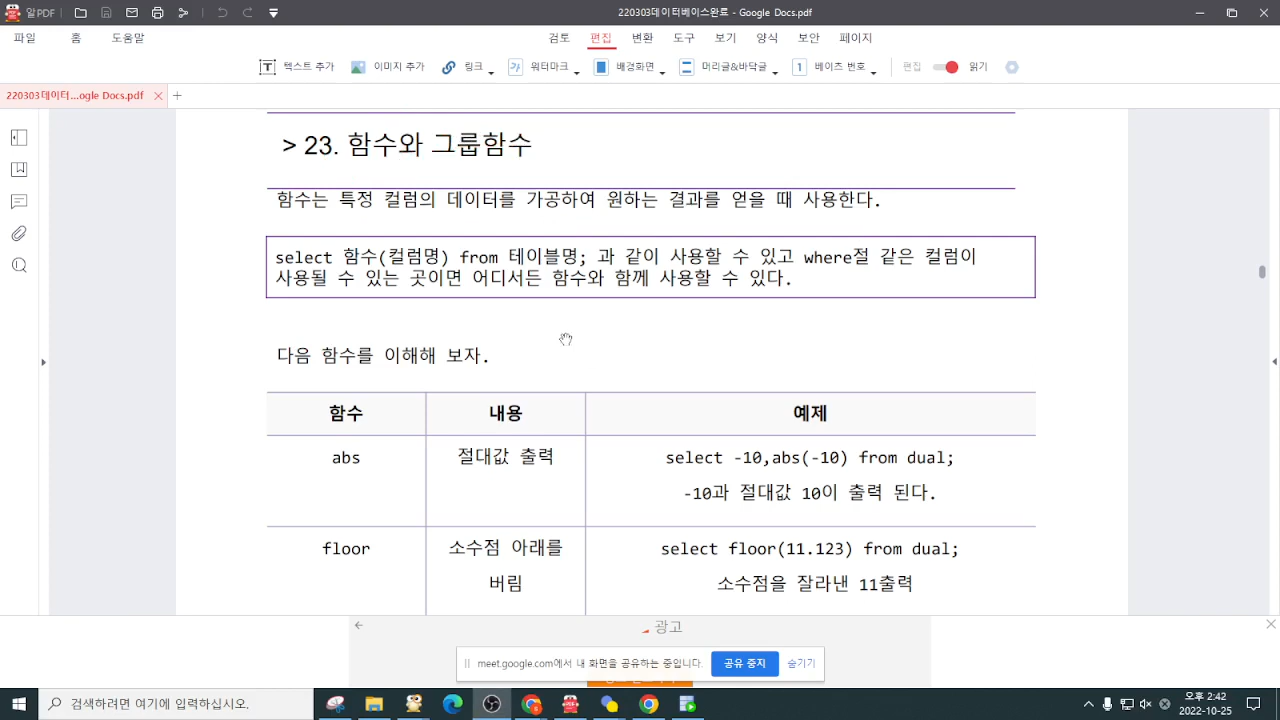 알PDF
220303데이터베이스완료 - Google Docs.pdf
파일 홈 도움말 검토 편집 변환 도구 보기 양식 보안 페이지
텍스트 추가 이미지 추가 링크 워터마크 배경화면 머리글&바닥글 베이즈 번호 편집 읽기
220303데이터...ogle Docs.pdf
> 23. 함수와 그룹함수
함수는 특정 컬럼의 데이터를 가공하여 원하는 결과를 얻을 때 사용한다.
select 함수(컬럼명) from 테이블명; 과 같이 사용할 수 있고 where절 같은 컬럼이
사용될 수 있는 곳이면 어디서든 함수와 함께 사용할 수 있다.
다음 함수를 이해해 보자.
함수 내용 예제
abs 절대값 출력 select -10,abs(-10) from dual;
-10과 절대값 10이 출력 된다.
floor 소수점 아래를 select floor(11.123) from dual;
버림 소수점을 잘라낸 11출력
광고
meet.google.com에서 내 화면을 공유하는 중입니다. 공유 중지 숨기기
검색하려면 여기에 입력하십시오.
오후 2:42
2022-10-25